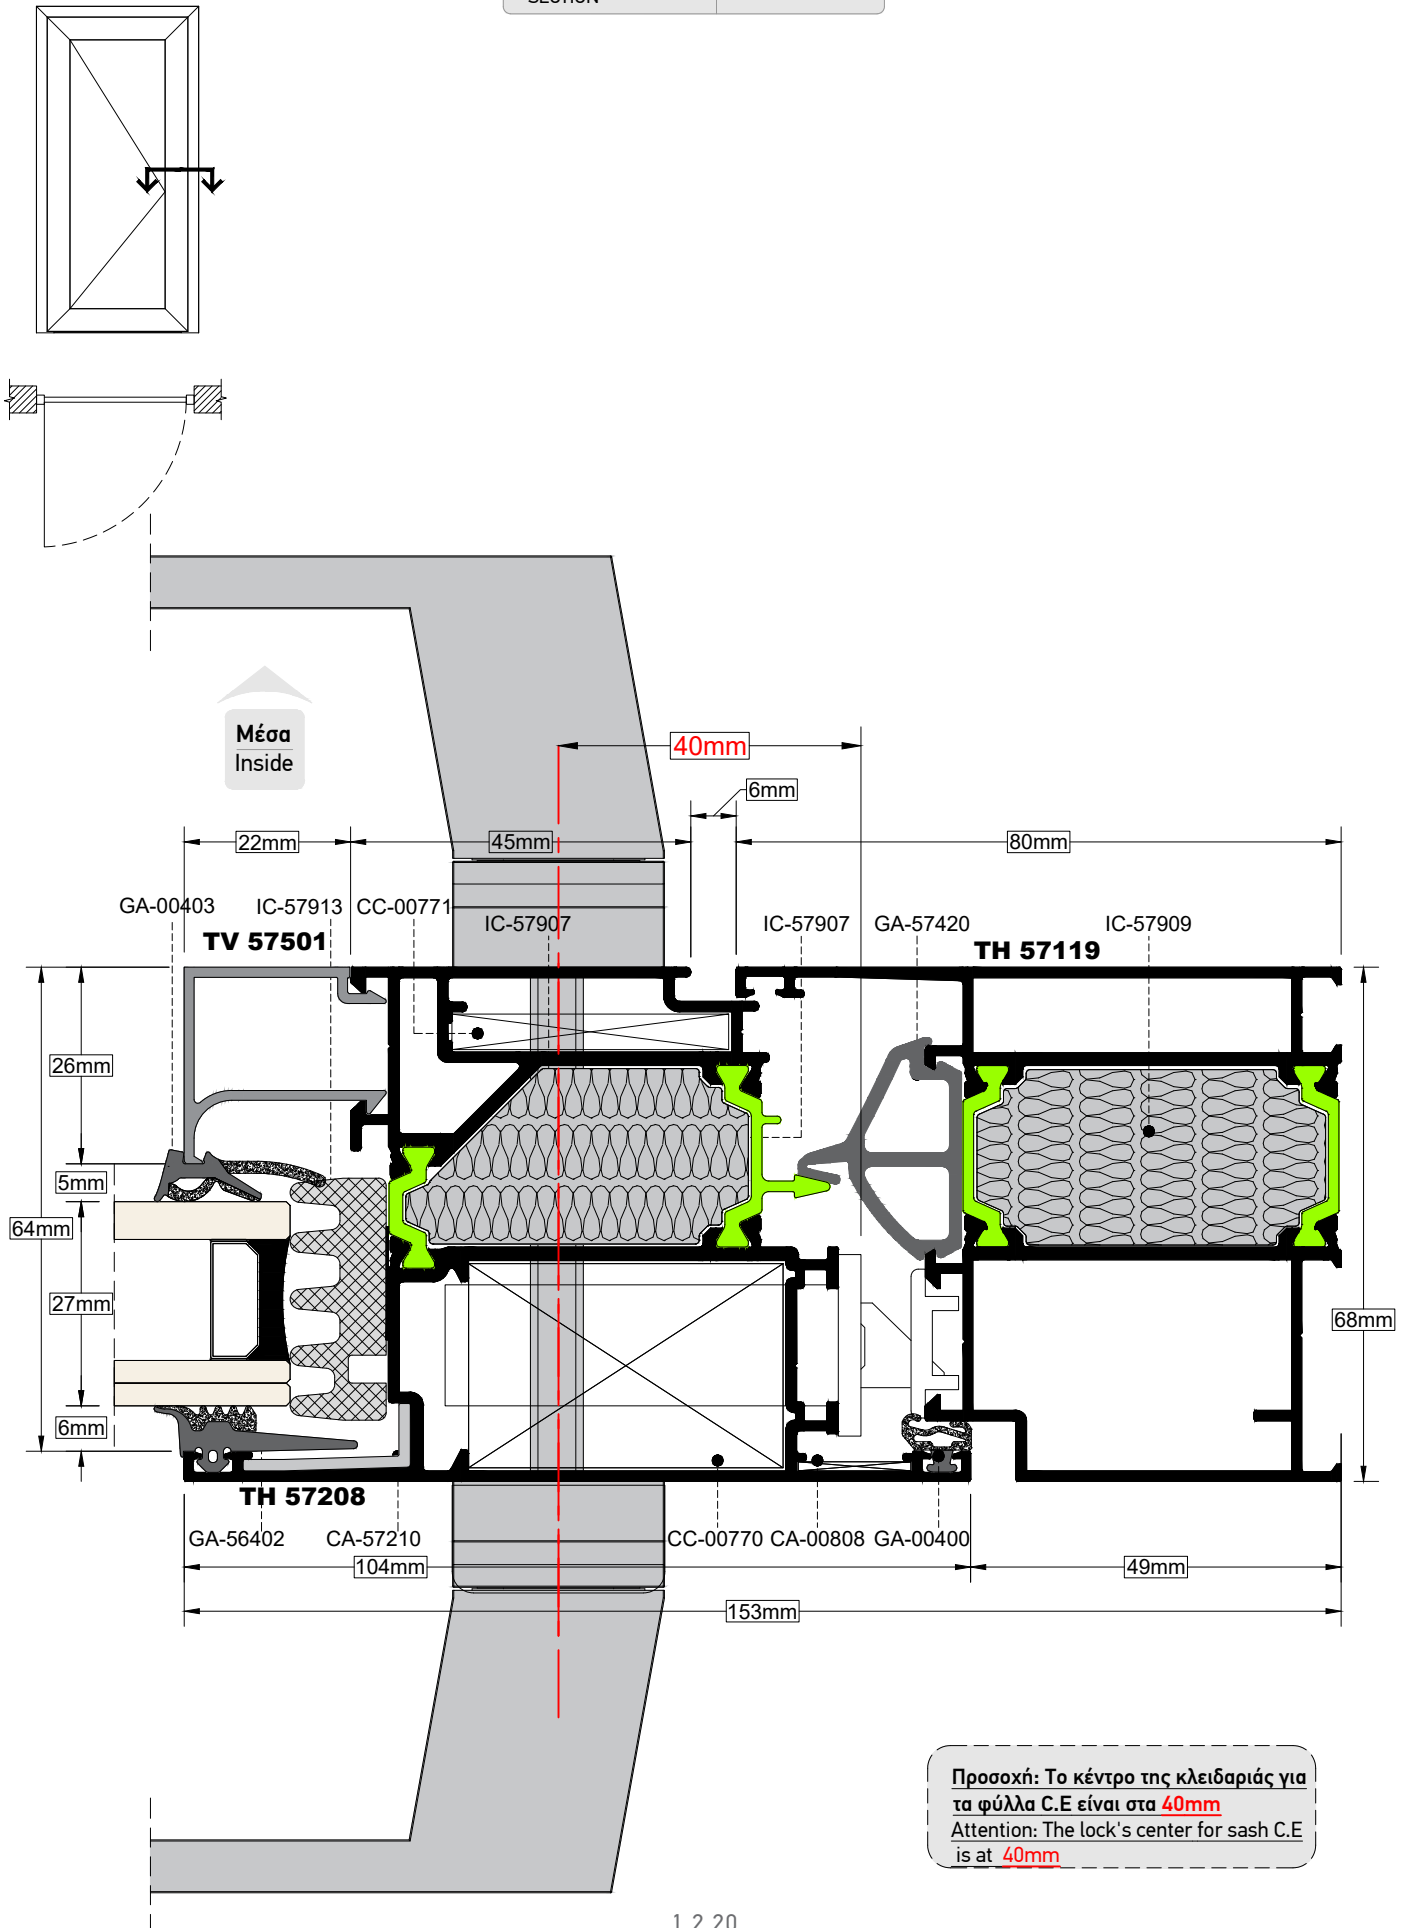 SECTION
Μέσα
Inside
40mm
6mm
22mm
45mm
80mm
GA-00403
IC-57913
CC-00771
IC-57907
IC-57907
GA-57420
IC-57909
TV 57501
TH 57119
26mm
5mm
64mm
27mm
68mm
6mm
TH 57208
GA-56402
CA-57210
CC-00770
CA-00808
GA-00400
104mm
49mm
153mm
Προσοχή: Το κέντρο της κλειδαριάς για
τα φύλλα C.E είναι στα 40mm
Attention: The lock's center for sash C.E
is at 40mm
1.2.20